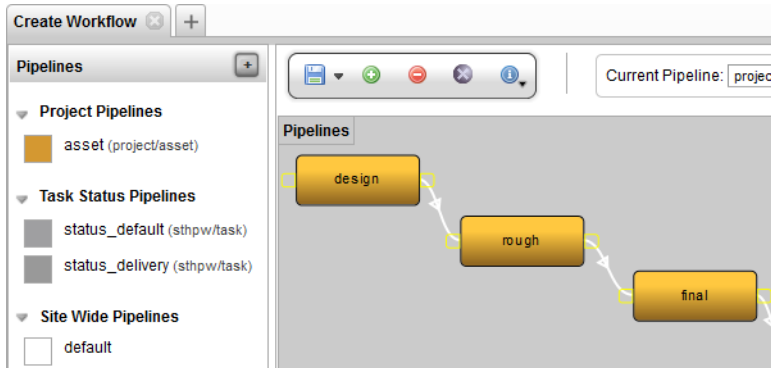 Create Workflow
Pipelines
Project Pipelines
asset (project/asset)
Task Status Pipelines
status_default (sthpw/task)
status_delivery (sthpw/task)
Site Wide Pipelines
default
Current Pipeline: projec
Pipelines
design
rough
final